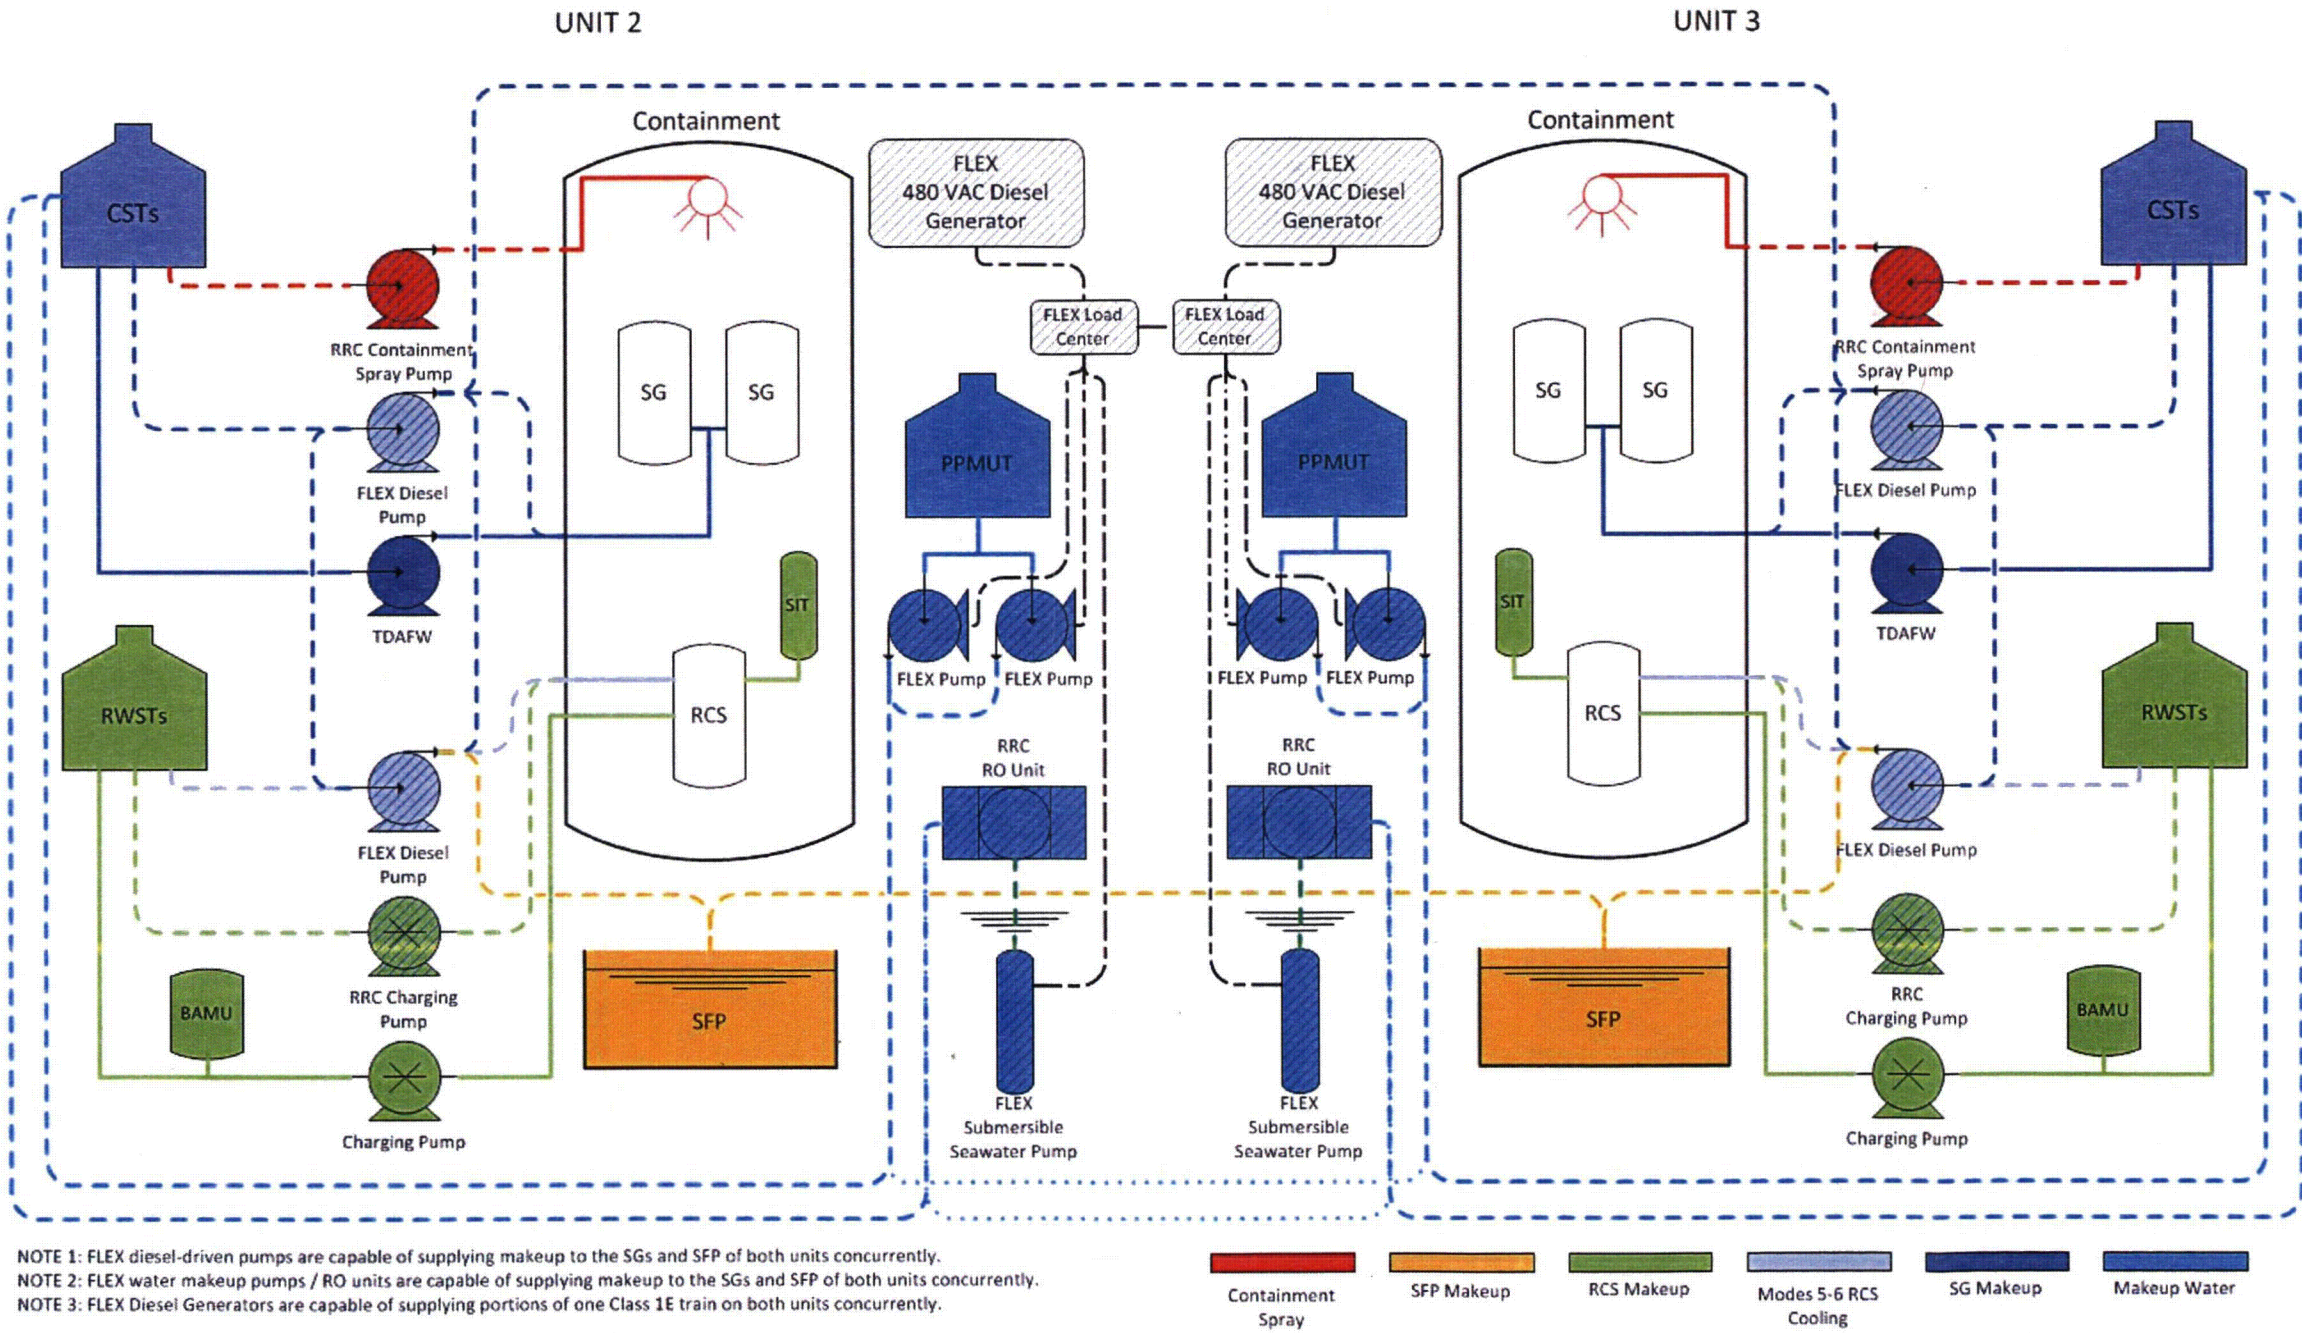 UNIT 2
UNIT 3
Containment
Containment
CSTs
FLEX
480 VAC Diesel
Generator
FLEX
480 VAC Diesel
Generator
CSTs
RRC Containment
Spray Pump
FLEX Load
Center
FLEX Load
Center
RRC Containment
Spray Pump
SG
SG
SG
SG
PPMUT
PPMUT
FLEX Diesel
Pump
FLEX Diesel Pump
TDAFW
SIT
SIT
TDAFW
FLEX Pump
FLEX Pump
FLEX Pump
FLEX Pump
RWSTs
RCS
RCS
RWSTs
RRC
RO Unit
RRC
RO Unit
FLEX Diesel
Pump
FLEX Diesel Pump
RRC Charging
Pump
RRC
Charging Pump
BAMU
SFP
SFP
BAMU
Charging Pump
FLEX
Submersible
Seawater Pump
FLEX
Submersible
Seawater Pump
Charging Pump
NOTE 1: FLEX diesel-driven pumps are capable of supplying makeup to the SGs and SFP of both units concurrently.
NOTE 2: FLEX water makeup pumps / RO units are capable of supplying makeup to the SGs and SFP of both units concurrently.
NOTE 3: FLEX Diesel Generators are capable of supplying portions of one Class 1E train on both units concurrently.
Containment
Spray
SFP Makeup
RCS Makeup
Modes 5-6 RCS
Cooling
SG Makeup
Makeup Water